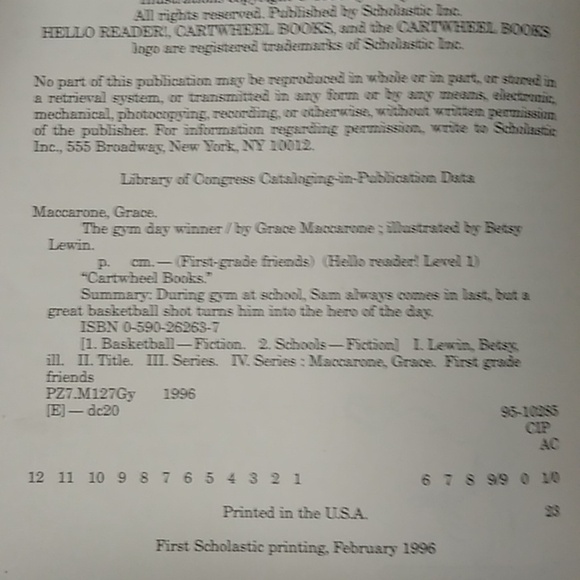 All rights reserved. Published by Scholastic Inc.
HELLO READER!, CARTWHEEL BOOKS, and the CARTWHEEL BOOKS
logo are registered trademarks of Scholastic Inc.
No part of this publication may be reproduced in whole or in part, or stored in
a retrieval system, or transmitted in any form or by any means, electronic,
mechanical, photocopying, recording, or otherwise, without written permission
of the publisher. For information regarding permission, write to Scholastic
Inc., 555 Broadway, New York, NY 10012.
Library of Congress Cataloging-in-Publication Data
Maccarone, Grace.
The gym day winner / by Grace Maccarone ; illustrated by Betsy
Lewin.
p. cm. — (First-grade friends) (Hello reader! Level 1)
"Cartwheel Books."
Summary: During gym at school, Sam always comes in last, but a
great basketball shot turns him into the hero of the day.
ISBN 0-590-26263-7
[1. Basketball — Fiction. 2. Schools — Fiction] I. Lewin, Betsy,
ill. II. Title. III. Series. IV. Series : Maccarone, Grace. First grade
friends
PZ7.M127Gy 1996
[E] — dc20 95-10285
CIP
AC
12 11 10 9 8 7 6 5 4 3 2 1 6 7 8 9/9 0 1/0
Printed in the U.S.A. 23
First Scholastic printing, February 1996